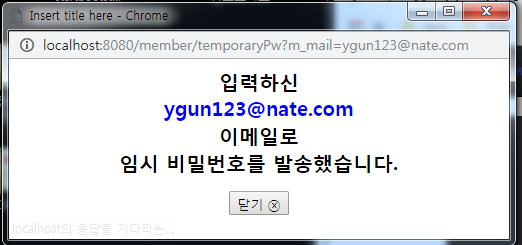 Insert title here - Chrome
localhost:8080/member/temporaryPw?m_mail=ygun123@nate.com
입력하신
ygun123@nate.com
이메일로
임시 비밀번호를 발송했습니다.
닫기 ⓧ
localhost의 응답을 기다리는...